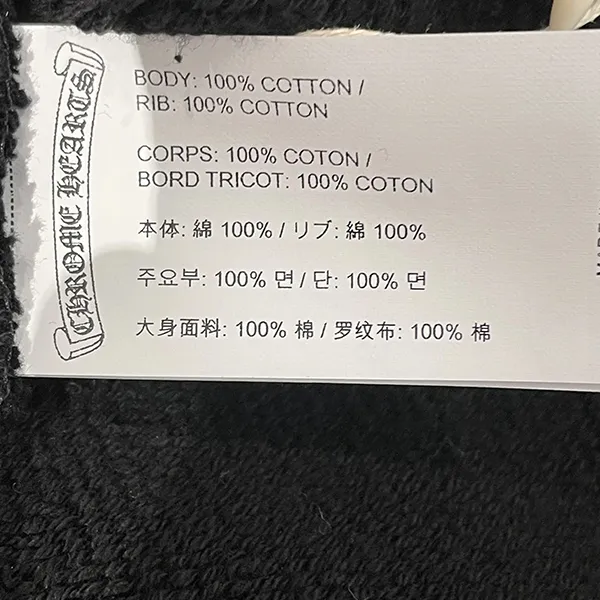 CHROME HEARTS
BODY: 100% COTTON /
RIB: 100% COTTON
CORPS: 100% COTON /
BORD TRICOT: 100% COTON
本体: 綿 100% / リブ: 綿 100%
주요부: 100% 면 / 단: 100% 면
大身面料: 100% 棉 / 罗纹布: 100% 棉